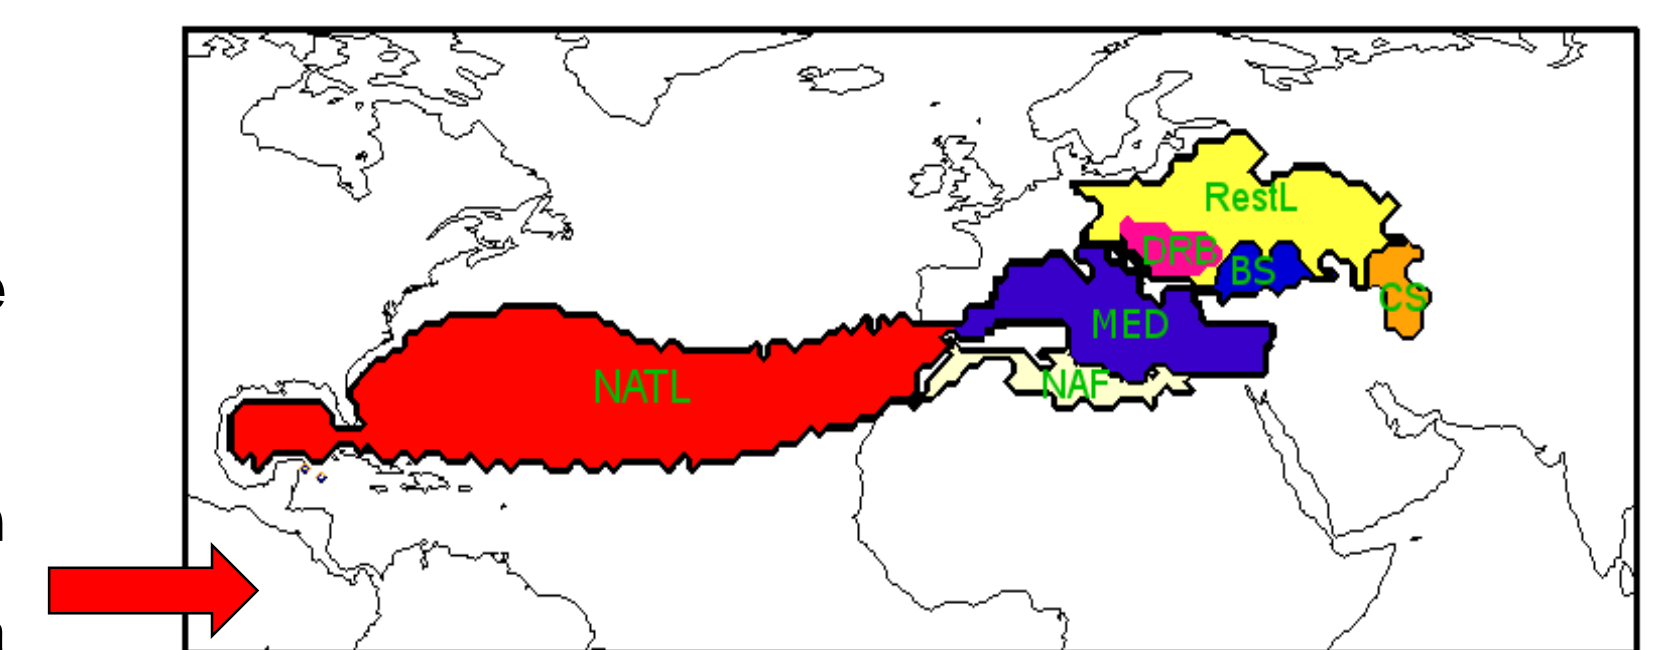 RestL
DRB
BS
CS
MED
NATL
NAF